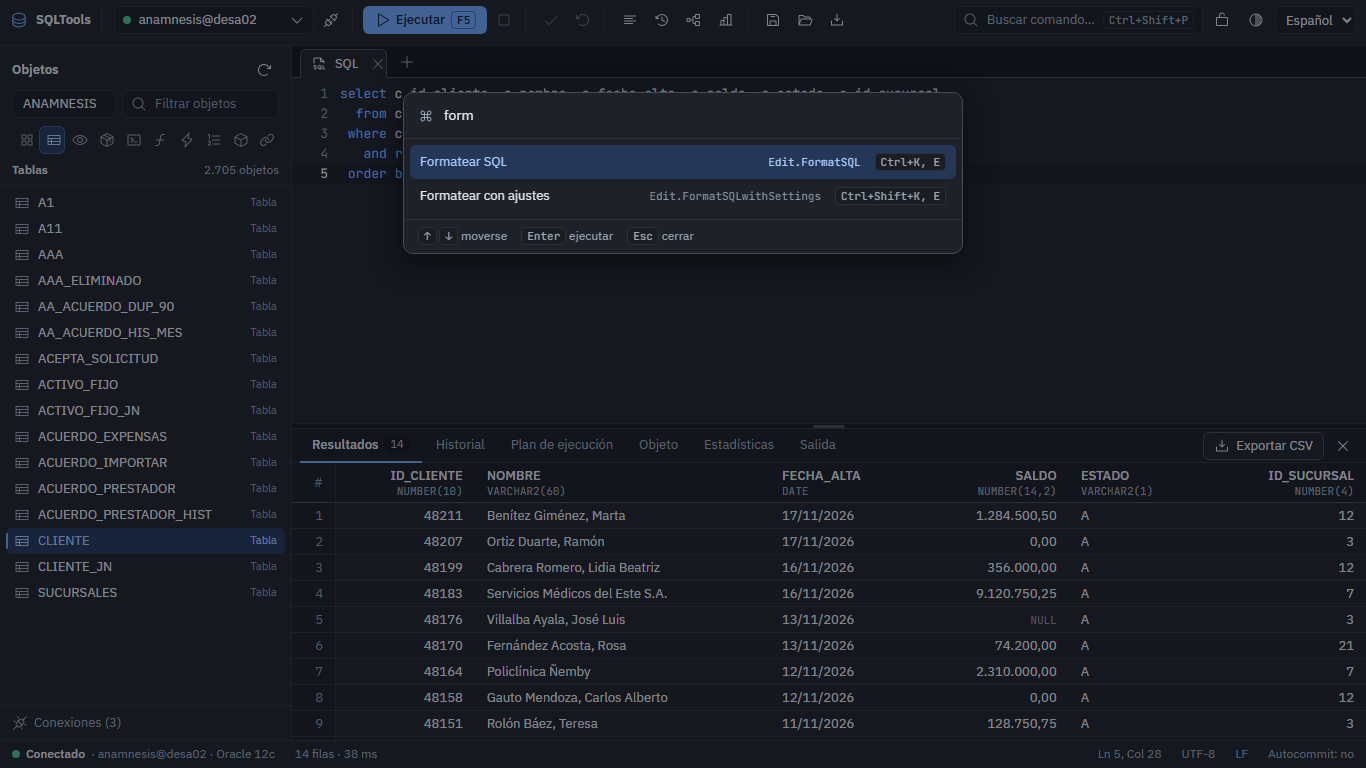 SQLTools
anamnesis@desa02
Ejecutar F5
Buscar comando... Ctrl+Shift+P
Español
Objetos
ANAMNESIS
Filtrar objetos
Tablas 2.705 objetos
A1 Tabla
A11 Tabla
AAA Tabla
AAA_ELIMINADO Tabla
AA_ACUERDO_DUP_90 Tabla
AA_ACUERDO_HIS_MES Tabla
ACEPTA_SOLICITUD Tabla
ACTIVO_FIJO Tabla
ACTIVO_FIJO_JN Tabla
ACUERDO_EXPENSAS Tabla
ACUERDO_IMPORTAR Tabla
ACUERDO_PRESTADOR Tabla
ACUERDO_PRESTADOR_HIST Tabla
CLIENTE Tabla
CLIENTE_JN Tabla
SUCURSALES Tabla
Conexiones (3)
SQL
1 select
2 from
3 where
4 and
5 order
form
Formatear SQL Edit.FormatSQL Ctrl+K, E
Formatear con ajustes Edit.FormatSQLwithSettings Ctrl+Shift+K, E
↑ ↓ moverse Enter ejecutar Esc cerrar
Resultados 14 Historial Plan de ejecución Objeto Estadísticas Salida Exportar CSV
# ID_CLIENTE NOMBRE FECHA_ALTA SALDO ESTADO ID_SUCURSAL
NUMBER(10) VARCHAR2(60) DATE NUMBER(14,2) VARCHAR2(1) NUMBER(4)
1 48211 Benítez Giménez, Marta 17/11/2026 1.284.500,50 A 12
2 48207 Ortiz Duarte, Ramón 17/11/2026 0,00 A 3
3 48199 Cabrera Romero, Lidia Beatriz 16/11/2026 356.000,00 A 12
4 48183 Servicios Médicos del Este S.A. 16/11/2026 9.120.750,25 A 7
5 48176 Villalba Ayala, José Luis 13/11/2026 NULL A 3
6 48170 Fernández Acosta, Rosa 13/11/2026 74.200,00 A 21
7 48164 Policlínica Ñemby 12/11/2026 2.310.000,00 A 7
8 48158 Gauto Mendoza, Carlos Alberto 12/11/2026 0,00 A 12
9 48151 Rolón Báez, Teresa 11/11/2026 128.750,75 A 3
Conectado · anamnesis@desa02 · Oracle 12c 14 filas · 38 ms
Ln 5, Col 28 UTF-8 LF Autocommit: no